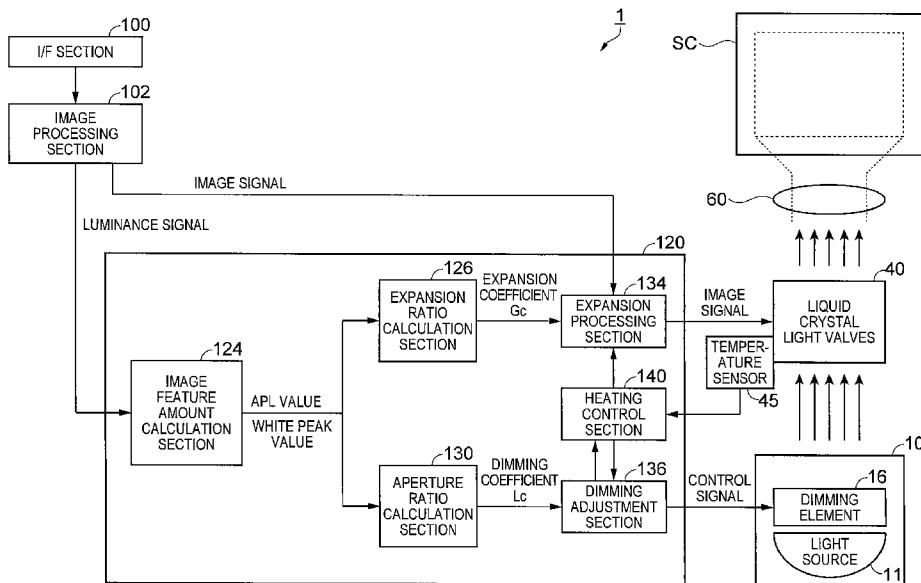 1
100
I/F SECTION
102
IMAGE
PROCESSING
SECTION
SC
60
IMAGE SIGNAL
LUMINANCE SIGNAL
120
126
EXPANSION
RATIO
CALCULATION
SECTION
EXPANSION
COEFFICIENT
Gc
134
EXPANSION
PROCESSING
SECTION
IMAGE
SIGNAL
40
LIQUID
CRYSTAL
LIGHT VALVES
TEMPER-
ATURE
SENSOR
45
124
IMAGE
FEATURE
AMOUNT
CALCULATION
SECTION
APL VALUE
WHITE PEAK
VALUE
140
HEATING
CONTROL
SECTION
130
APERTURE
RATIO
CALCULATION
SECTION
DIMMING
COEFFICIENT
Lc
136
DIMMING
ADJUSTMENT
SECTION
CONTROL
SIGNAL
10
16
DIMMING
ELEMENT
LIGHT
SOURCE
11